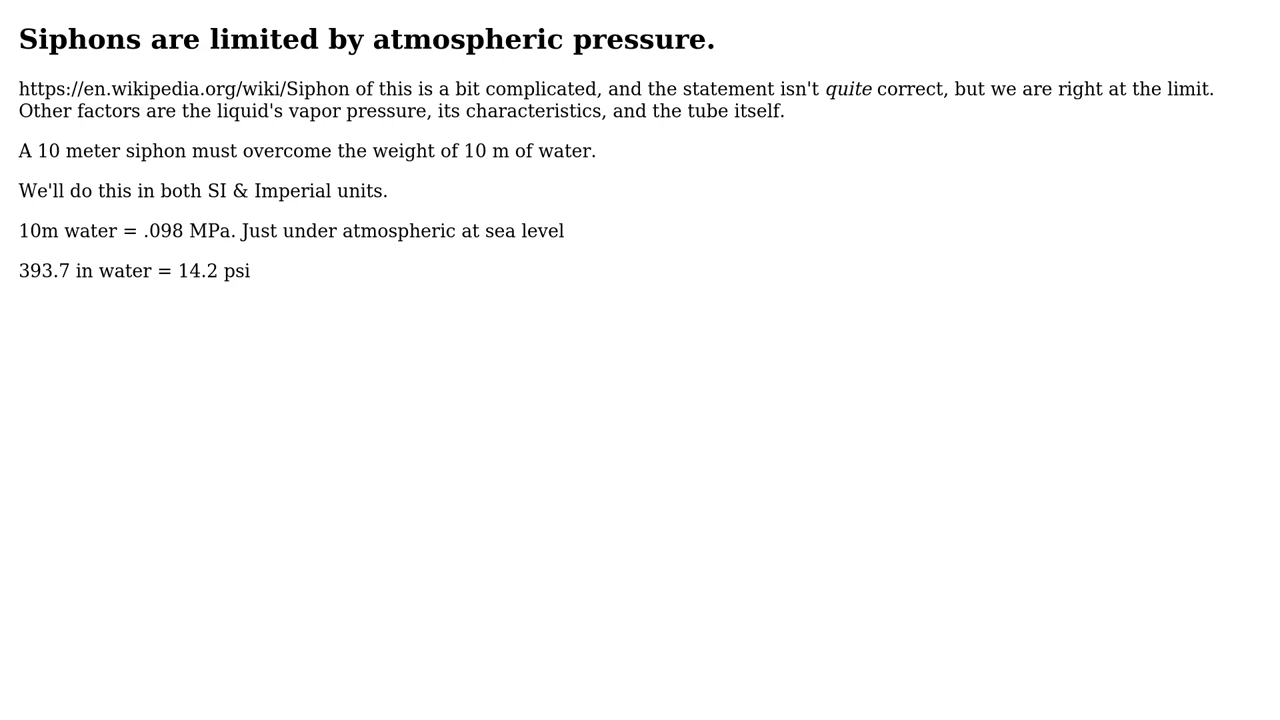 Siphons are limited by atmospheric pressure.
https://en.wikipedia.org/wiki/Siphon of this is a bit complicated, and the statement isn't quite correct, but we are right at the limit.
Other factors are the liquid's vapor pressure, its characteristics, and the tube itself.
A 10 meter siphon must overcome the weight of 10 m of water.
We'll do this in both SI & Imperial units.
10m water = .098 MPa. Just under atmospheric at sea level
393.7 in water = 14.2 psi